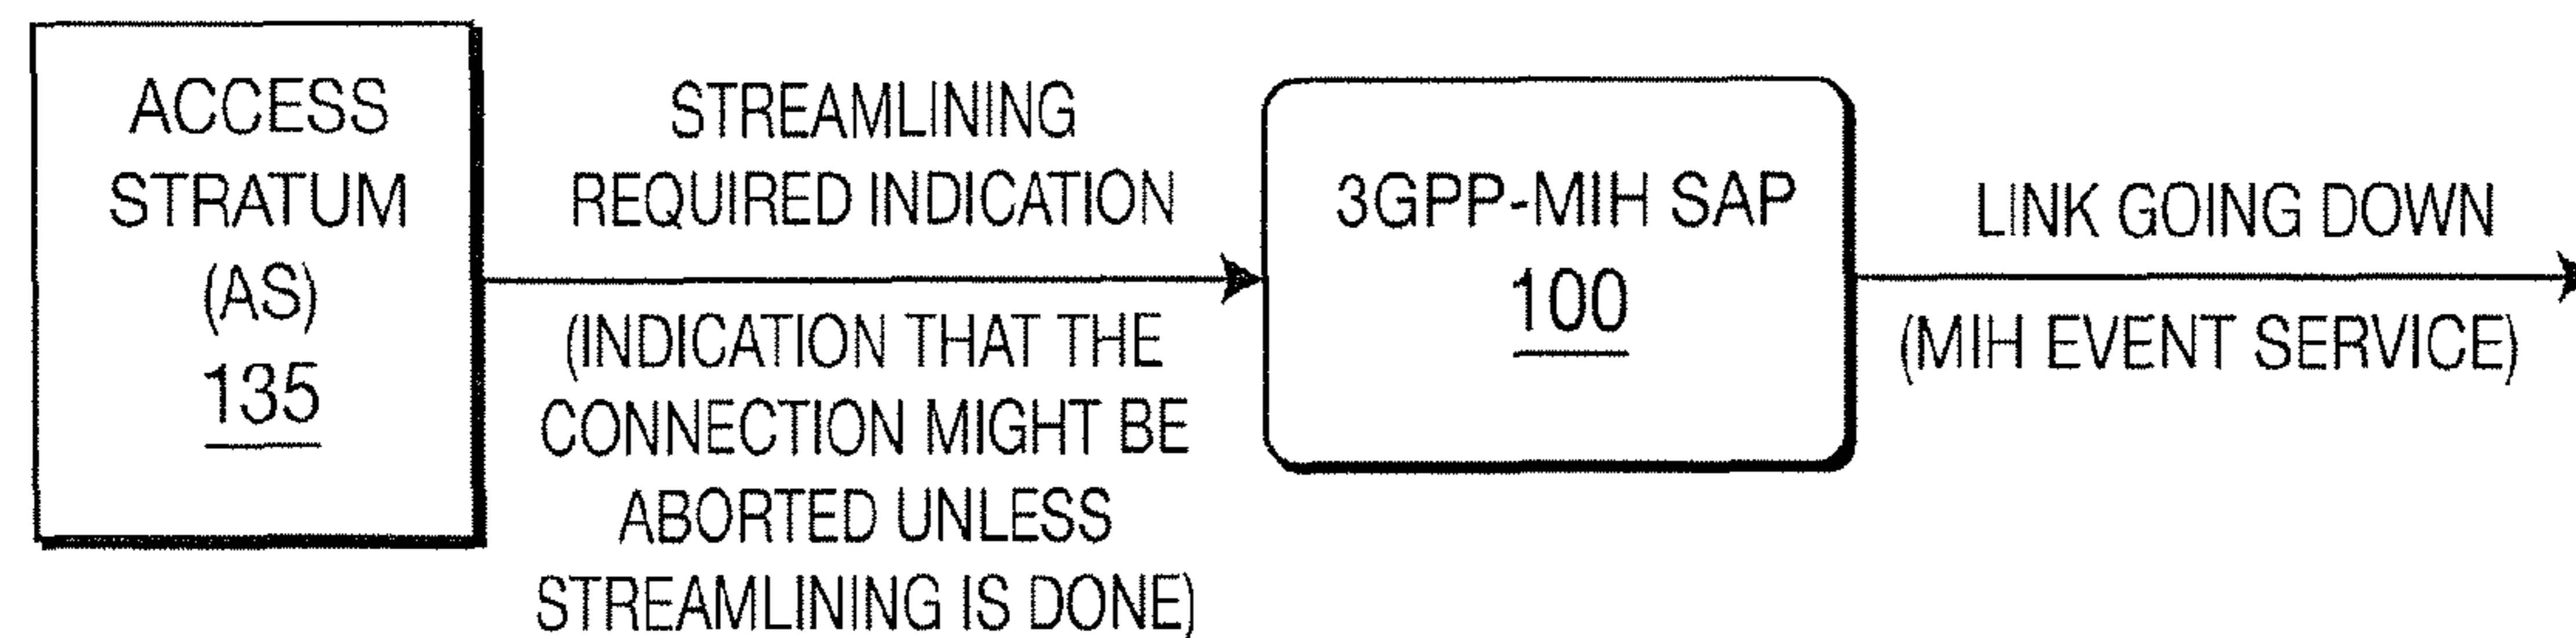 ACCESS
STRATUM
(AS)
135
STREAMLINING
REQUIRED INDICATION
(INDICATION THAT THE
CONNECTION MIGHT BE
ABORTED UNLESS
STREAMLINING IS DONE)
3GPP-MIH SAP
100
LINK GOING DOWN
(MIH EVENT SERVICE)